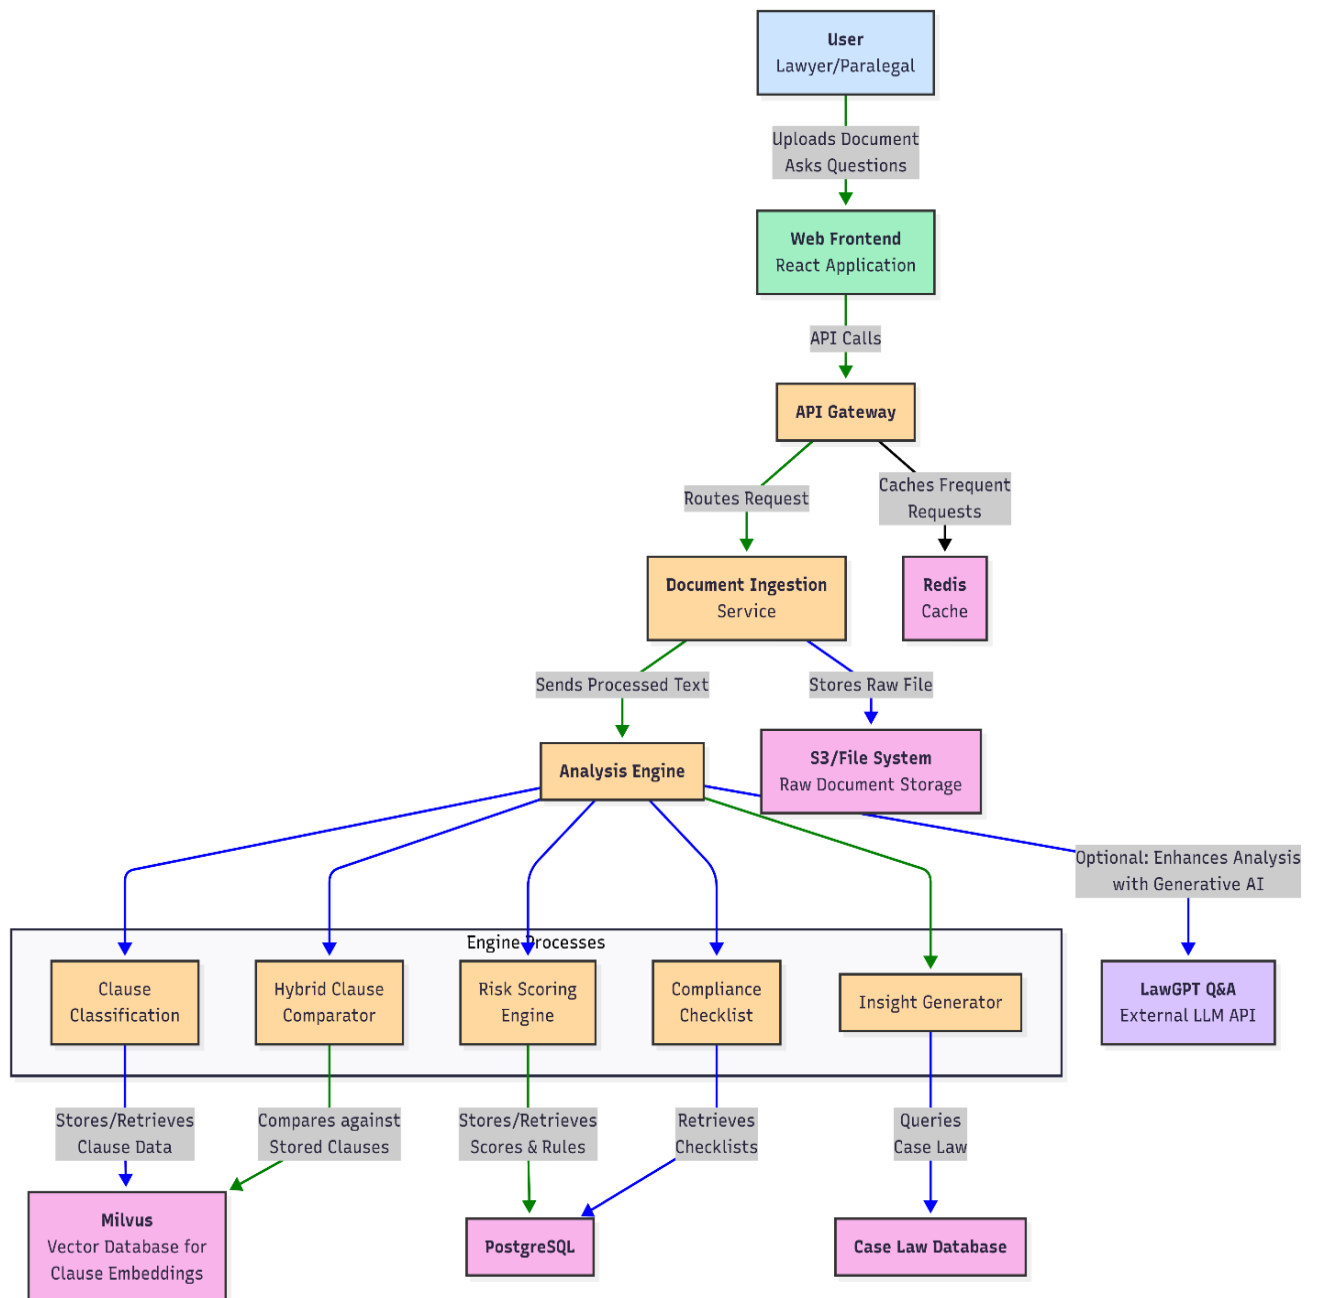 User
Lawyer/Paralegal
Uploads Document
Asks Questions
Web Frontend
React Application
API Calls
API Gateway
Routes Request
Caches Frequent
Requests
Document Ingestion
Service
Redis
Cache
Sends Processed Text
Stores Raw File
Analysis Engine
S3/File System
Raw Document Storage
Optional: Enhances Analysis
with Generative AI
Engine Processes
Clause
Classification
Hybrid Clause
Comparator
Risk Scoring
Engine
Compliance
Checklist
Insight Generator
LawGPT Q&A
External LLM API
Stores/Retrieves
Clause Data
Compares against
Stored Clauses
Stores/Retrieves
Scores & Rules
Retrieves
Checklists
Queries
Case Law
Milvus
Vector Database for
Clause Embeddings
PostgreSQL
Case Law Database